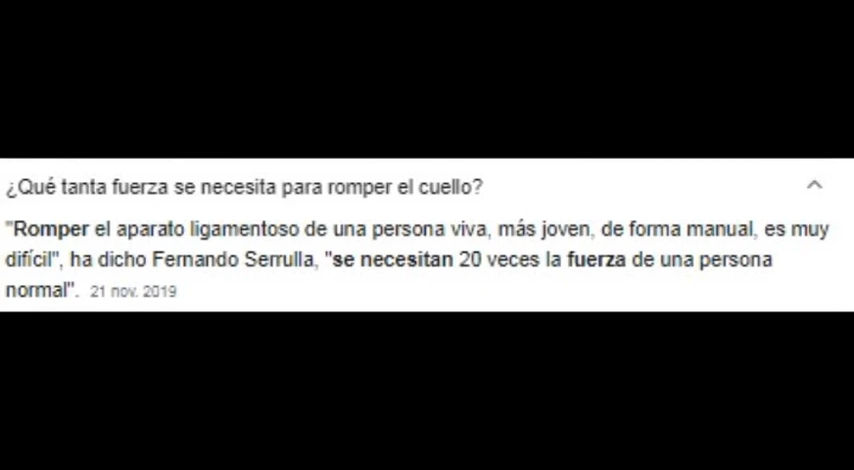 ¿Qué tanta fuerza se necesita para romper el cuello?
"Romper el aparato ligamentoso de una persona viva, más joven, de forma manual, es muy
difícil", ha dicho Fernando Serrulla, "se necesitan 20 veces la fuerza de una persona
normal". 21 nov. 2019